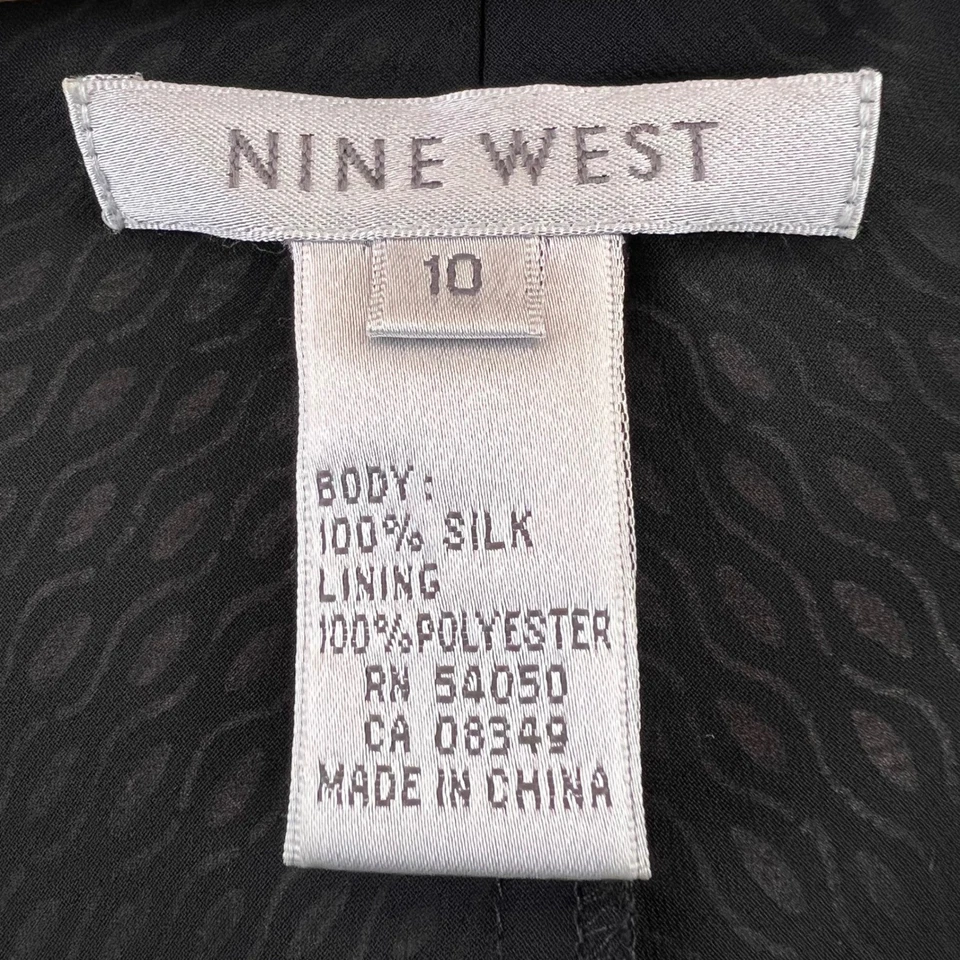 NINE WEST
10
BODY:
100% SILK
LINING
100%POLYESTER
RN 54050
CA 08349
MADE IN CHINA